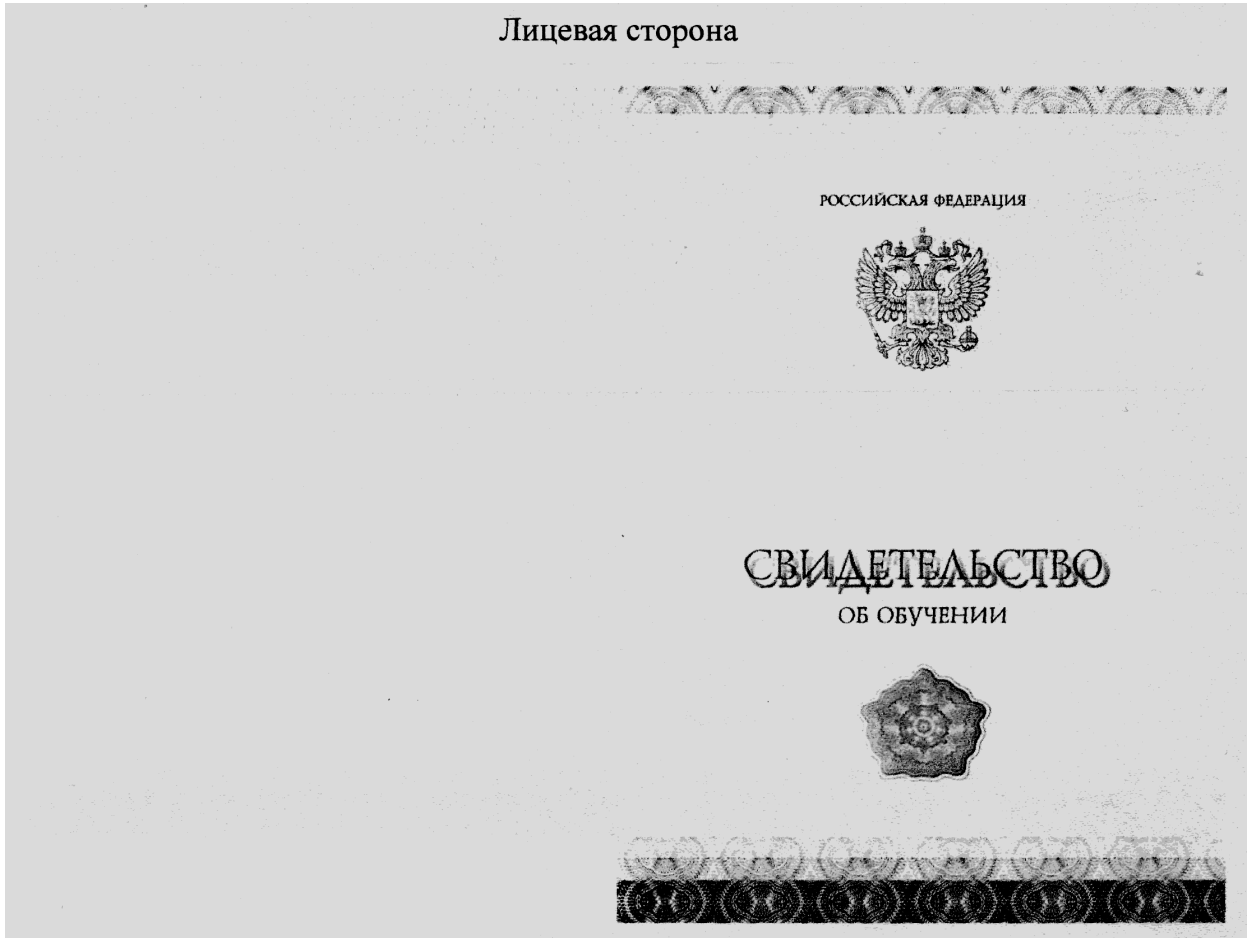 Лицевая сторона
РОССИЙСКАЯ ФЕДЕРАЦИЯ
СВИДЕТЕЛЬСТВО
ОБ ОБУЧЕНИИ